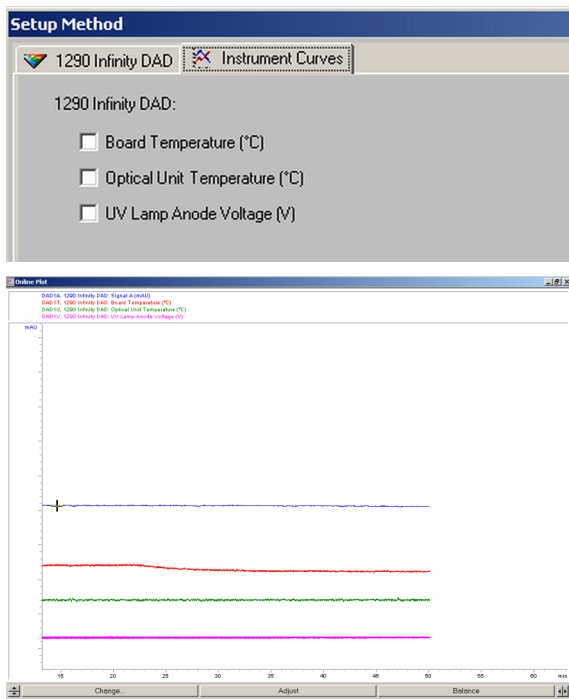 Setup Method
1290 Infinity DAD Instrument Curves
1290 Infinity DAD:
Board Temperature (°C)
Optical Unit Temperature (°C)
UV Lamp Anode Voltage (V)
Online Plot
DAD1A, 1290 Infinity DAD: Signal A (mAU)
DAD1T, 1290 Infinity DAD: Board Temperature (°C)
DAD1U, 1290 Infinity DAD: Optical Unit Temperature (°C)
DAD1V, 1290 Infinity DAD: UV Lamp Anode Voltage (V)
mAU
15 20 25 30 35 40 45 50 55 60 min
Change... Adjust Balance